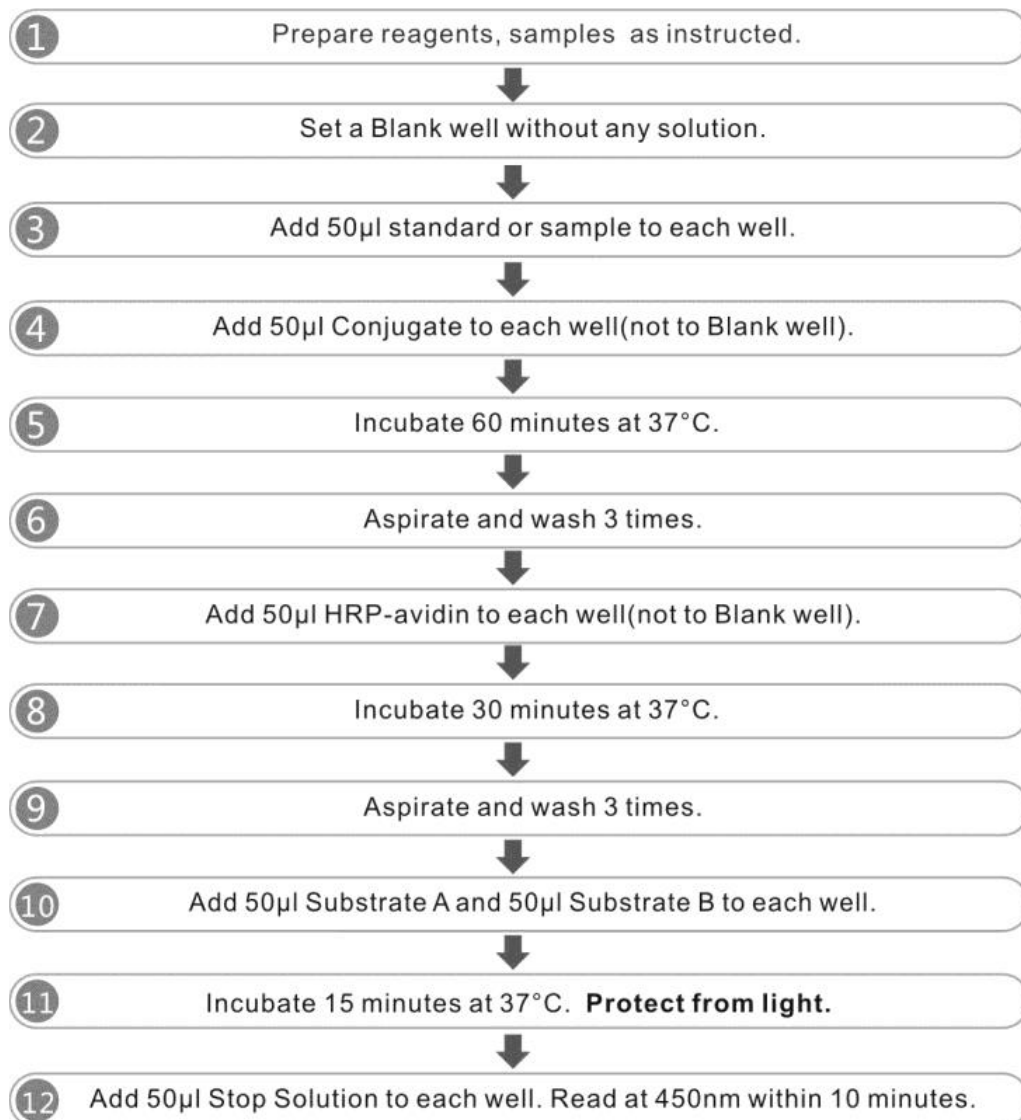 1 Prepare reagents, samples as instructed.
2 Set a Blank well without any solution.
3 Add 50µl standard or sample to each well.
4 Add 50µl Conjugate to each well(not to Blank well).
5 Incubate 60 minutes at 37°C.
6 Aspirate and wash 3 times.
7 Add 50µl HRP-avidin to each well(not to Blank well).
8 Incubate 30 minutes at 37°C.
9 Aspirate and wash 3 times.
10 Add 50µl Substrate A and 50µl Substrate B to each well.
11 Incubate 15 minutes at 37°C. Protect from light.
12 Add 50µl Stop Solution to each well. Read at 450nm within 10 minutes.